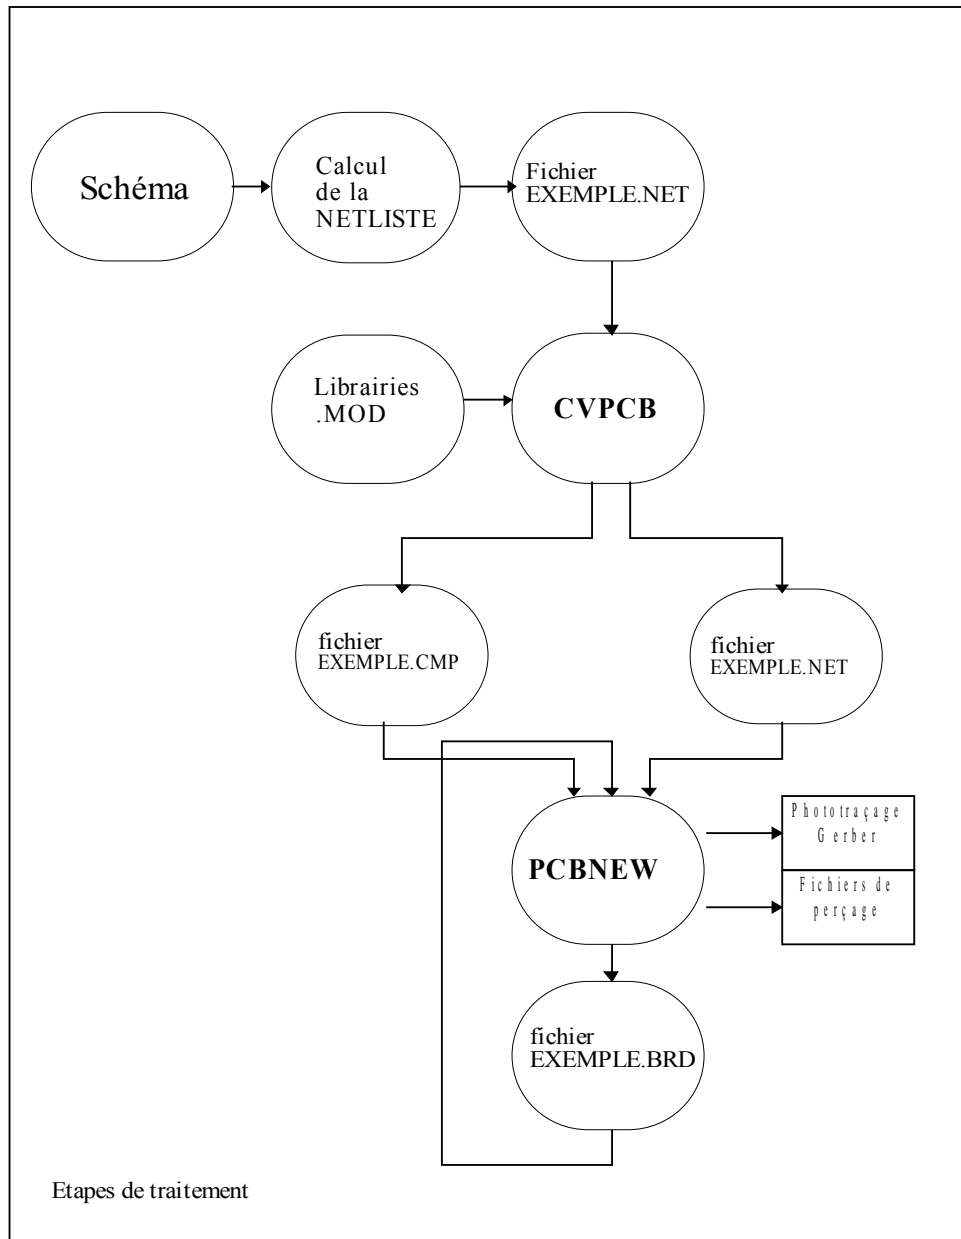 Schéma
Calcul
de la
NETLISTE
Fichier
EXEMPLE.NET
Librairies
.MOD
CVPCB
fichier
EXEMPLE.CMP
fichier
EXEMPLE.NET
PCBNEW
Phototraçage
Gerber
Fichiers de
perçage
fichier
EXEMPLE.BRD
Etapes de traitement